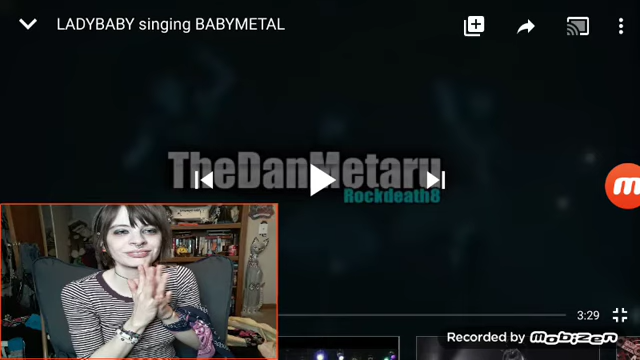 LADYBABY singing BABYMETAL
TheDanMetaru
Rockdeath8
3:29
Recorded by mobizen